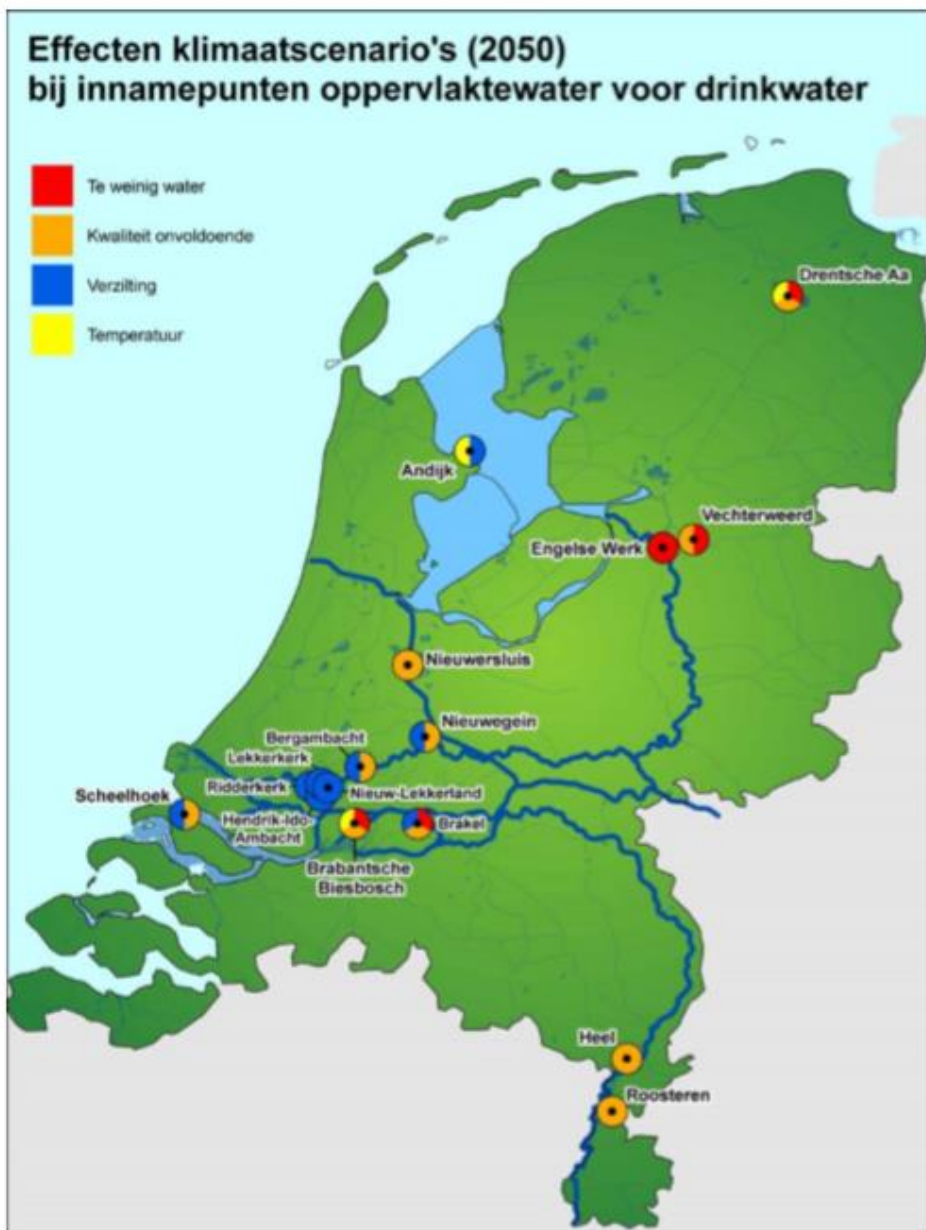 Effecten klimaatscenario's (2050)
bij innamepunten oppervlaktewater voor drinkwater
Te weinig water
Kwaliteit onvoldoende
Verzilting
Temperatuur
Drentsche Aa
Andijk
Vechterweerd
Engelse Werk
Nieuwersluis
Nieuwegein
Bergambacht
Lekkerkerk
Ridderkerk
Nieuw-Lekkerland
Scheelhoek
Hendrik-Ido-
Ambacht
Brakel
Brabantsche
Biesbosch
Heel
Roosteren